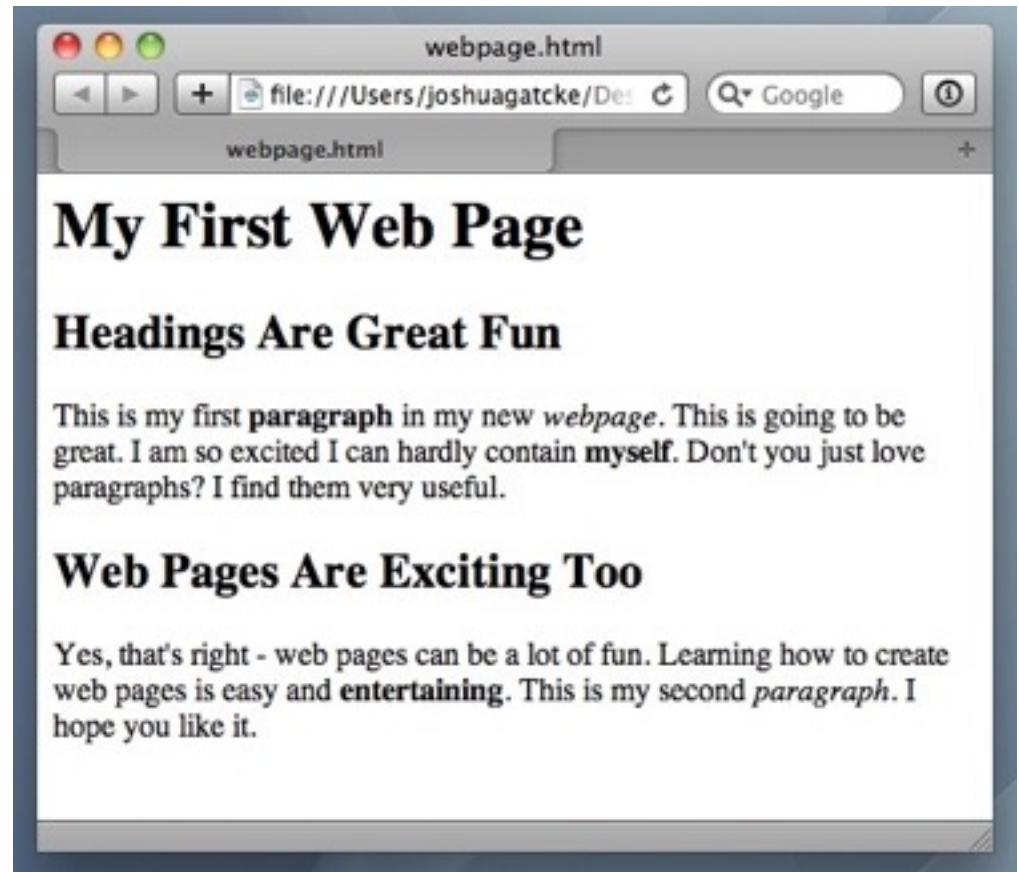 webpage.html
file:///Users/joshuagatcke/Des
Google
webpage.html
My First Web Page
Headings Are Great Fun
This is my first paragraph in my new webpage. This is going to be
great. I am so excited I can hardly contain myself. Don't you just love
paragraphs? I find them very useful.
Web Pages Are Exciting Too
Yes, that's right - web pages can be a lot of fun. Learning how to create
web pages is easy and entertaining. This is my second paragraph. I
hope you like it.